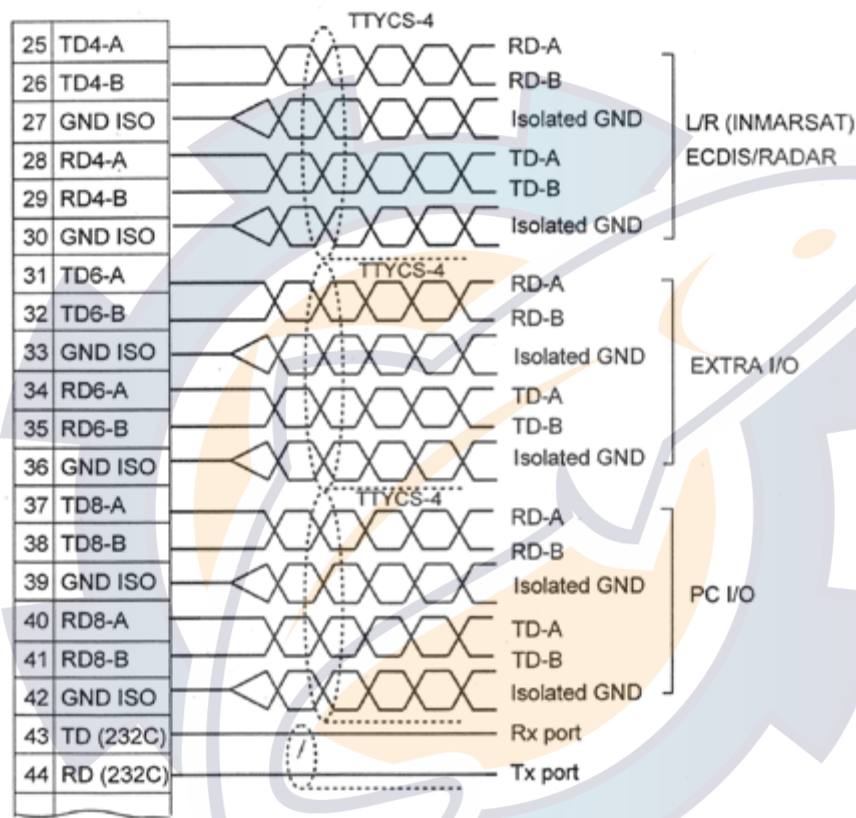 TTYCS-4
25 TD4-A RD-A
26 TD4-B RD-B
27 GND ISO Isolated GND L/R (INMARSAT)
28 RD4-A TD-A ECDIS/RADAR
29 RD4-B TD-B
30 GND ISO Isolated GND
31 TD6-A TTYCS-4 RD-A
32 TD6-B RD-B
33 GND ISO Isolated GND EXTRA I/O
34 RD6-A TD-A
35 RD6-B TD-B
36 GND ISO Isolated GND
37 TD8-A TTYCS-4 RD-A
38 TD8-B RD-B
39 GND ISO Isolated GND PC I/O
40 RD8-A TD-A
41 RD8-B TD-B
42 GND ISO Isolated GND
43 TD (232C) Rx port
44 RD (232C) Tx port